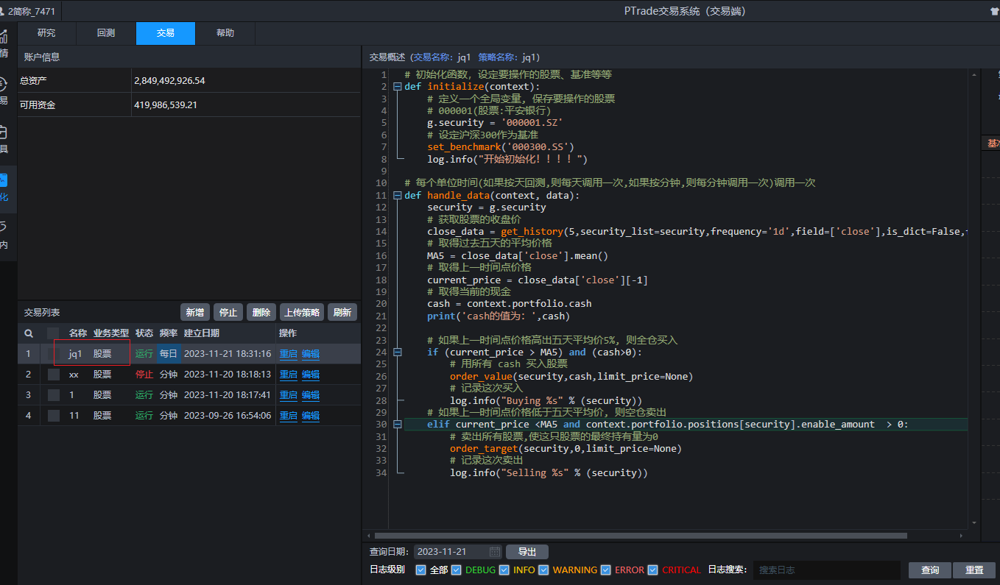 2简称_7471
PTrade交易系统（交易端）
研究 回测 交易 帮助
情
易
具
化
内
账户信息
总资产 2,849,492,926.54
可用资金 419,986,539.21
交易列表 新增 停止 删除 上传策略 刷新
名称 业务类型 状态 频率 建立日期 操作
1 jq1 股票 运行 每日 2023-11-21 18:31:16 重启 编辑
2 xx 股票 停止 分钟 2023-11-20 18:18:13 重启 编辑
3 1 股票 运行 分钟 2023-11-20 18:17:41 重启 编辑
4 11 股票 运行 分钟 2023-09-26 16:54:06 重启 编辑
交易概述（交易名称: jq1 策略名称: jq1)
1 # 初始化函数，设定要操作的股票、基准等等
2 def initialize(context):
3 # 定义一个全局变量, 保存要操作的股票
4 # 000001(股票:平安银行)
5 g.security = '000001.SZ'
6 # 设定沪深300作为基准
7 set_benchmark('000300.SS')
8 log.info("开始初始化！！！！")
9
10 # 每个单位时间(如果按天回测,则每天调用一次,如果按分钟,则每分钟调用一次)调用一次
11 def handle_data(context, data):
12 security = g.security
13 # 获取股票的收盘价
14 close_data = get_history(5,security_list=security,frequency='1d',field=['close'],is_dict=False,
15 # 取得过去五天的平均价格
16 MA5 = close_data['close'].mean()
17 # 取得上一时间点价格
18 current_price = close_data['close'][-1]
19 # 取得当前的现金
20 cash = context.portfolio.cash
21 print('cash的值为：',cash)
22
23 # 如果上一时间点价格高出五天平均价5%, 则全仓买入
24 if (current_price > MA5) and (cash>0):
25 # 用所有 cash 买入股票
26 order_value(security,cash,limit_price=None)
27 # 记录这次买入
28 log.info("Buying %s" % (security))
29 # 如果上一时间点价格低于五天平均价, 则空仓卖出
30 elif current_price <MA5 and context.portfolio.positions[security].enable_amount > 0:
31 # 卖出所有股票,使这只股票的最终持有量为0
32 order_target(security,0,limit_price=None)
33 # 记录这次卖出
34 log.info("Selling %s" % (security))
查询日期: 2023-11-21 导出
日志级别 全部 DEBUG INFO WARNING ERROR CRITICAL 日志搜索: 搜索日志 查询 重置